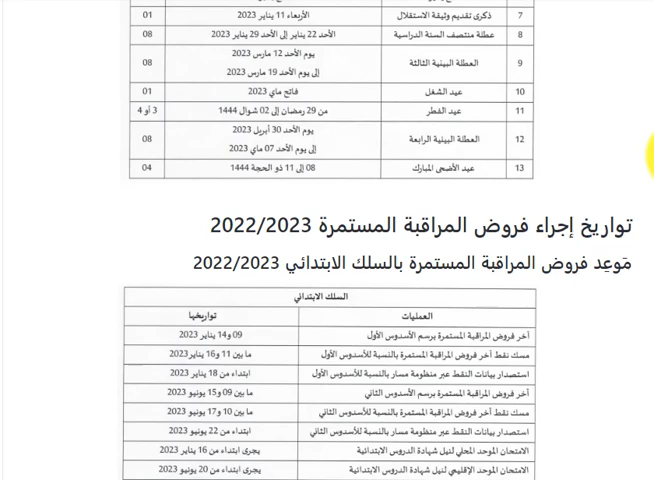 7 ذكرى تقديم وثيقة الاستقلال الأربعاء 11 يناير 2023 01
8 عطلة منتصف السنة الدراسية الأحد 22 يناير إلى الأحد 29 يناير 2023 08
9 العطلة البينية الثالثة يوم الأحد 12 مارس 2023 08
إلى يوم الأحد 19 مارس 2023
10 عيد الشغل فاتح ماي 2023 01
11 عيد الفطر من 29 رمضان إلى 02 شوال 1444 3 أو 4
12 العطلة البينية الرابعة يوم الأحد 30 أبريل 2023 08
إلى يوم الأحد 07 ماي 2023
13 عيد الأضحى المبارك 08 إلى 11 ذو الحجة 1444 04
تواريخ إجراء فروض المراقبة المستمرة 2022/2023
مَوعِد فروض المراقبة المستمرة بالسلك الابتدائي 2022/2023
السلك الابتدائي
العمليات تواريخها
آخر فروض المراقبة المستمرة برسم الأسدوس الأول 09 و14 يناير 2023
مسك نقط آخر فروض المراقبة المستمرة بالنسبة للأسدوس الأول ما بين 11 و16 يناير 2023
استصدار بيانات النقط عبر منظومة مسار بالنسبة للأسدوس الأول ابتداء من 18 يناير 2023
آخر فروض المراقبة المستمرة برسم الأسدوس الثاني ما بين 09 و15 يونيو 2023
مسك نقط آخر فروض المراقبة المستمرة بالنسبة للأسدوس الثاني ما بين 10 و17 يونيو 2023
استصدار بيانات النقط عبر منظومة مسار بالنسبة للأسدوس الثاني ابتداء من 22 يونيو 2023
الامتحان الموحد المحلي لنيل شهادة الدروس الابتدائية يجرى ابتداء من 16 يناير 2023
الامتحان الموحد الإقليمي لنيل شهادة الدروس الابتدائية يجرى ابتداء من 20 يونيو 2023